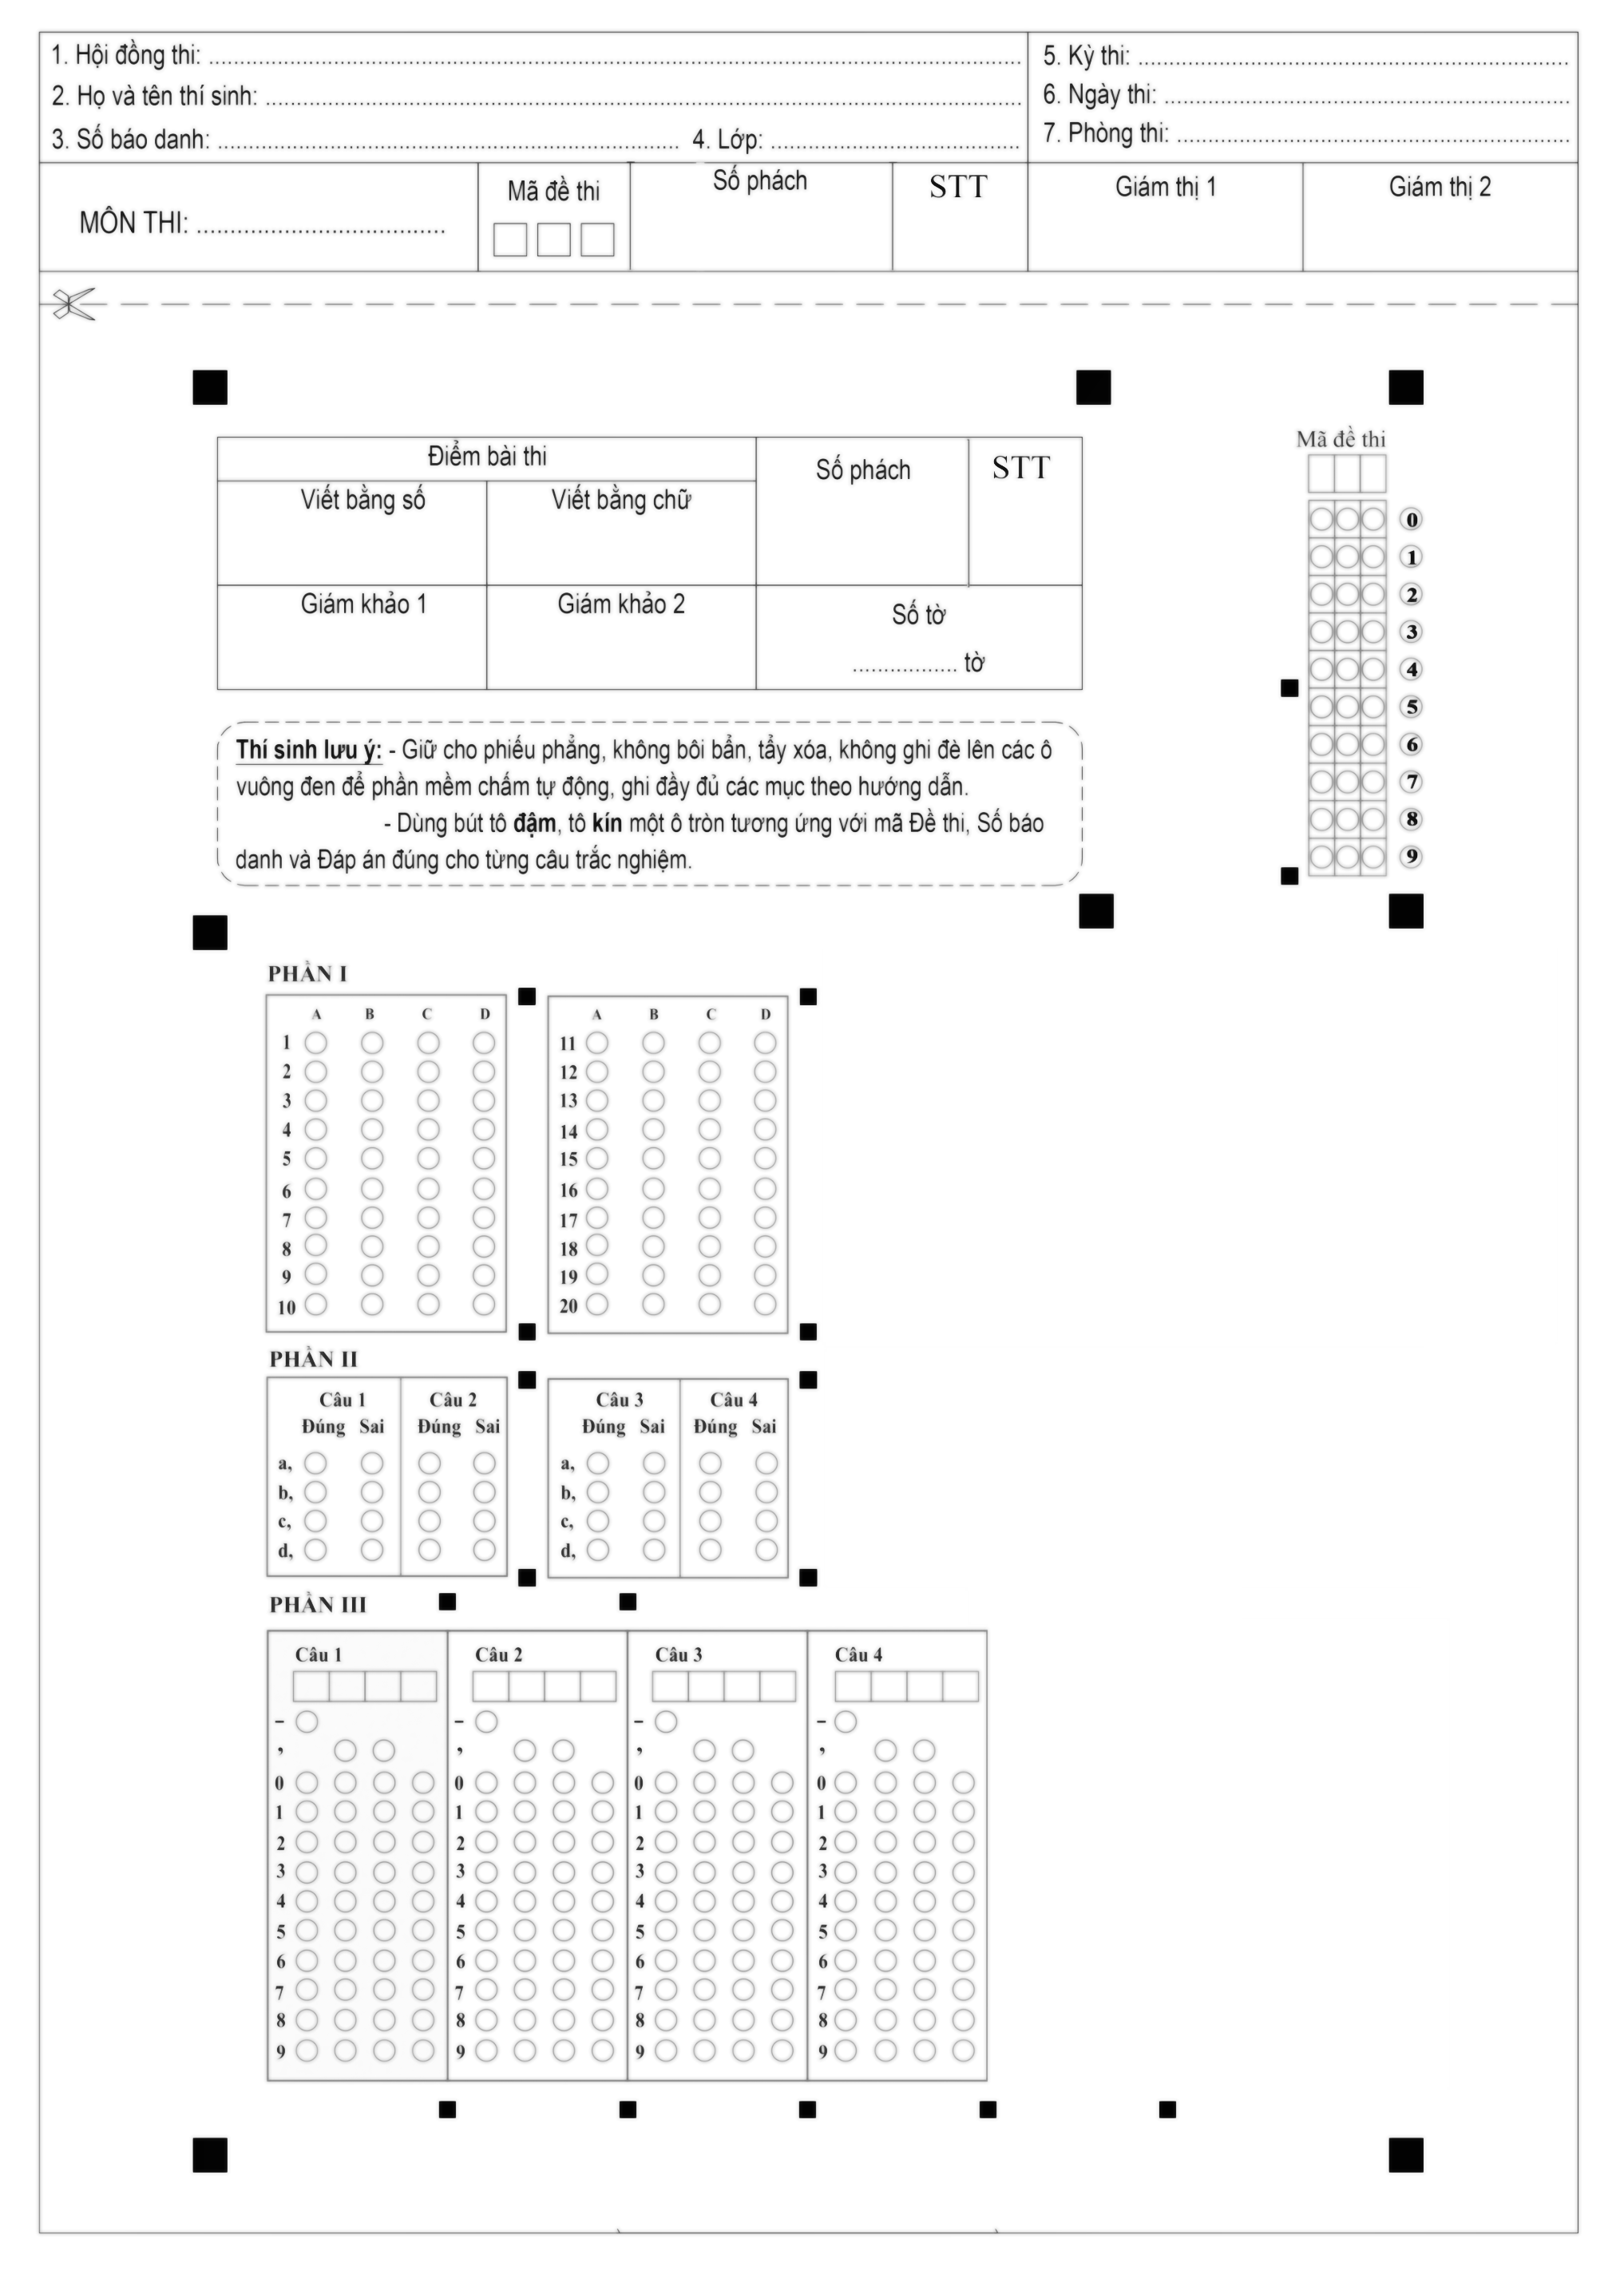 1. Hội đồng thi: ........................................
5. Kỳ thi: ........................................
2. Họ và tên thí sinh: ........................................
6. Ngày thi: ........................................
3. Số báo danh: ........................................ 4. Lớp: ........................................
7. Phòng thi: ........................................
MÔN THI: .....................................
Mã đề thi
Số phách
STT
Giám thị 1
Giám thị 2
Điểm bài thi
Viết bằng số
Viết bằng chữ
Số phách
STT
Giám khảo 1
Giám khảo 2
Số tờ
................ tờ
Mã đề thi
0
1
2
3
4
5
6
7
8
9
Thí sinh lưu ý: - Giữ cho phiếu phẳng, không bôi bẩn, tẩy xóa, không ghi đè lên các ô
vuông đen để phần mềm chấm tự động, ghi đầy đủ các mục theo hướng dẫn.
- Dùng bút tô đậm, tô kín một ô tròn tương ứng với mã Đề thi, Số báo
danh và Đáp án đúng cho từng câu trắc nghiệm.
PHẦN I
A B C D
1
2
3
4
5
6
7
8
9
10
A B C D
11
12
13
14
15
16
17
18
19
20
PHẦN II
Câu 1 Câu 2
Đúng Sai Đúng Sai
a,
b,
c,
d,
Câu 3 Câu 4
Đúng Sai Đúng Sai
a,
b,
c,
d,
PHẦN III
Câu 1
-
,
0
1
2
3
4
5
6
7
8
9
Câu 2
-
,
0
1
2
3
4
5
6
7
8
9
Câu 3
-
,
0
1
2
3
4
5
6
7
8
9
Câu 4
-
,
0
1
2
3
4
5
6
7
8
9